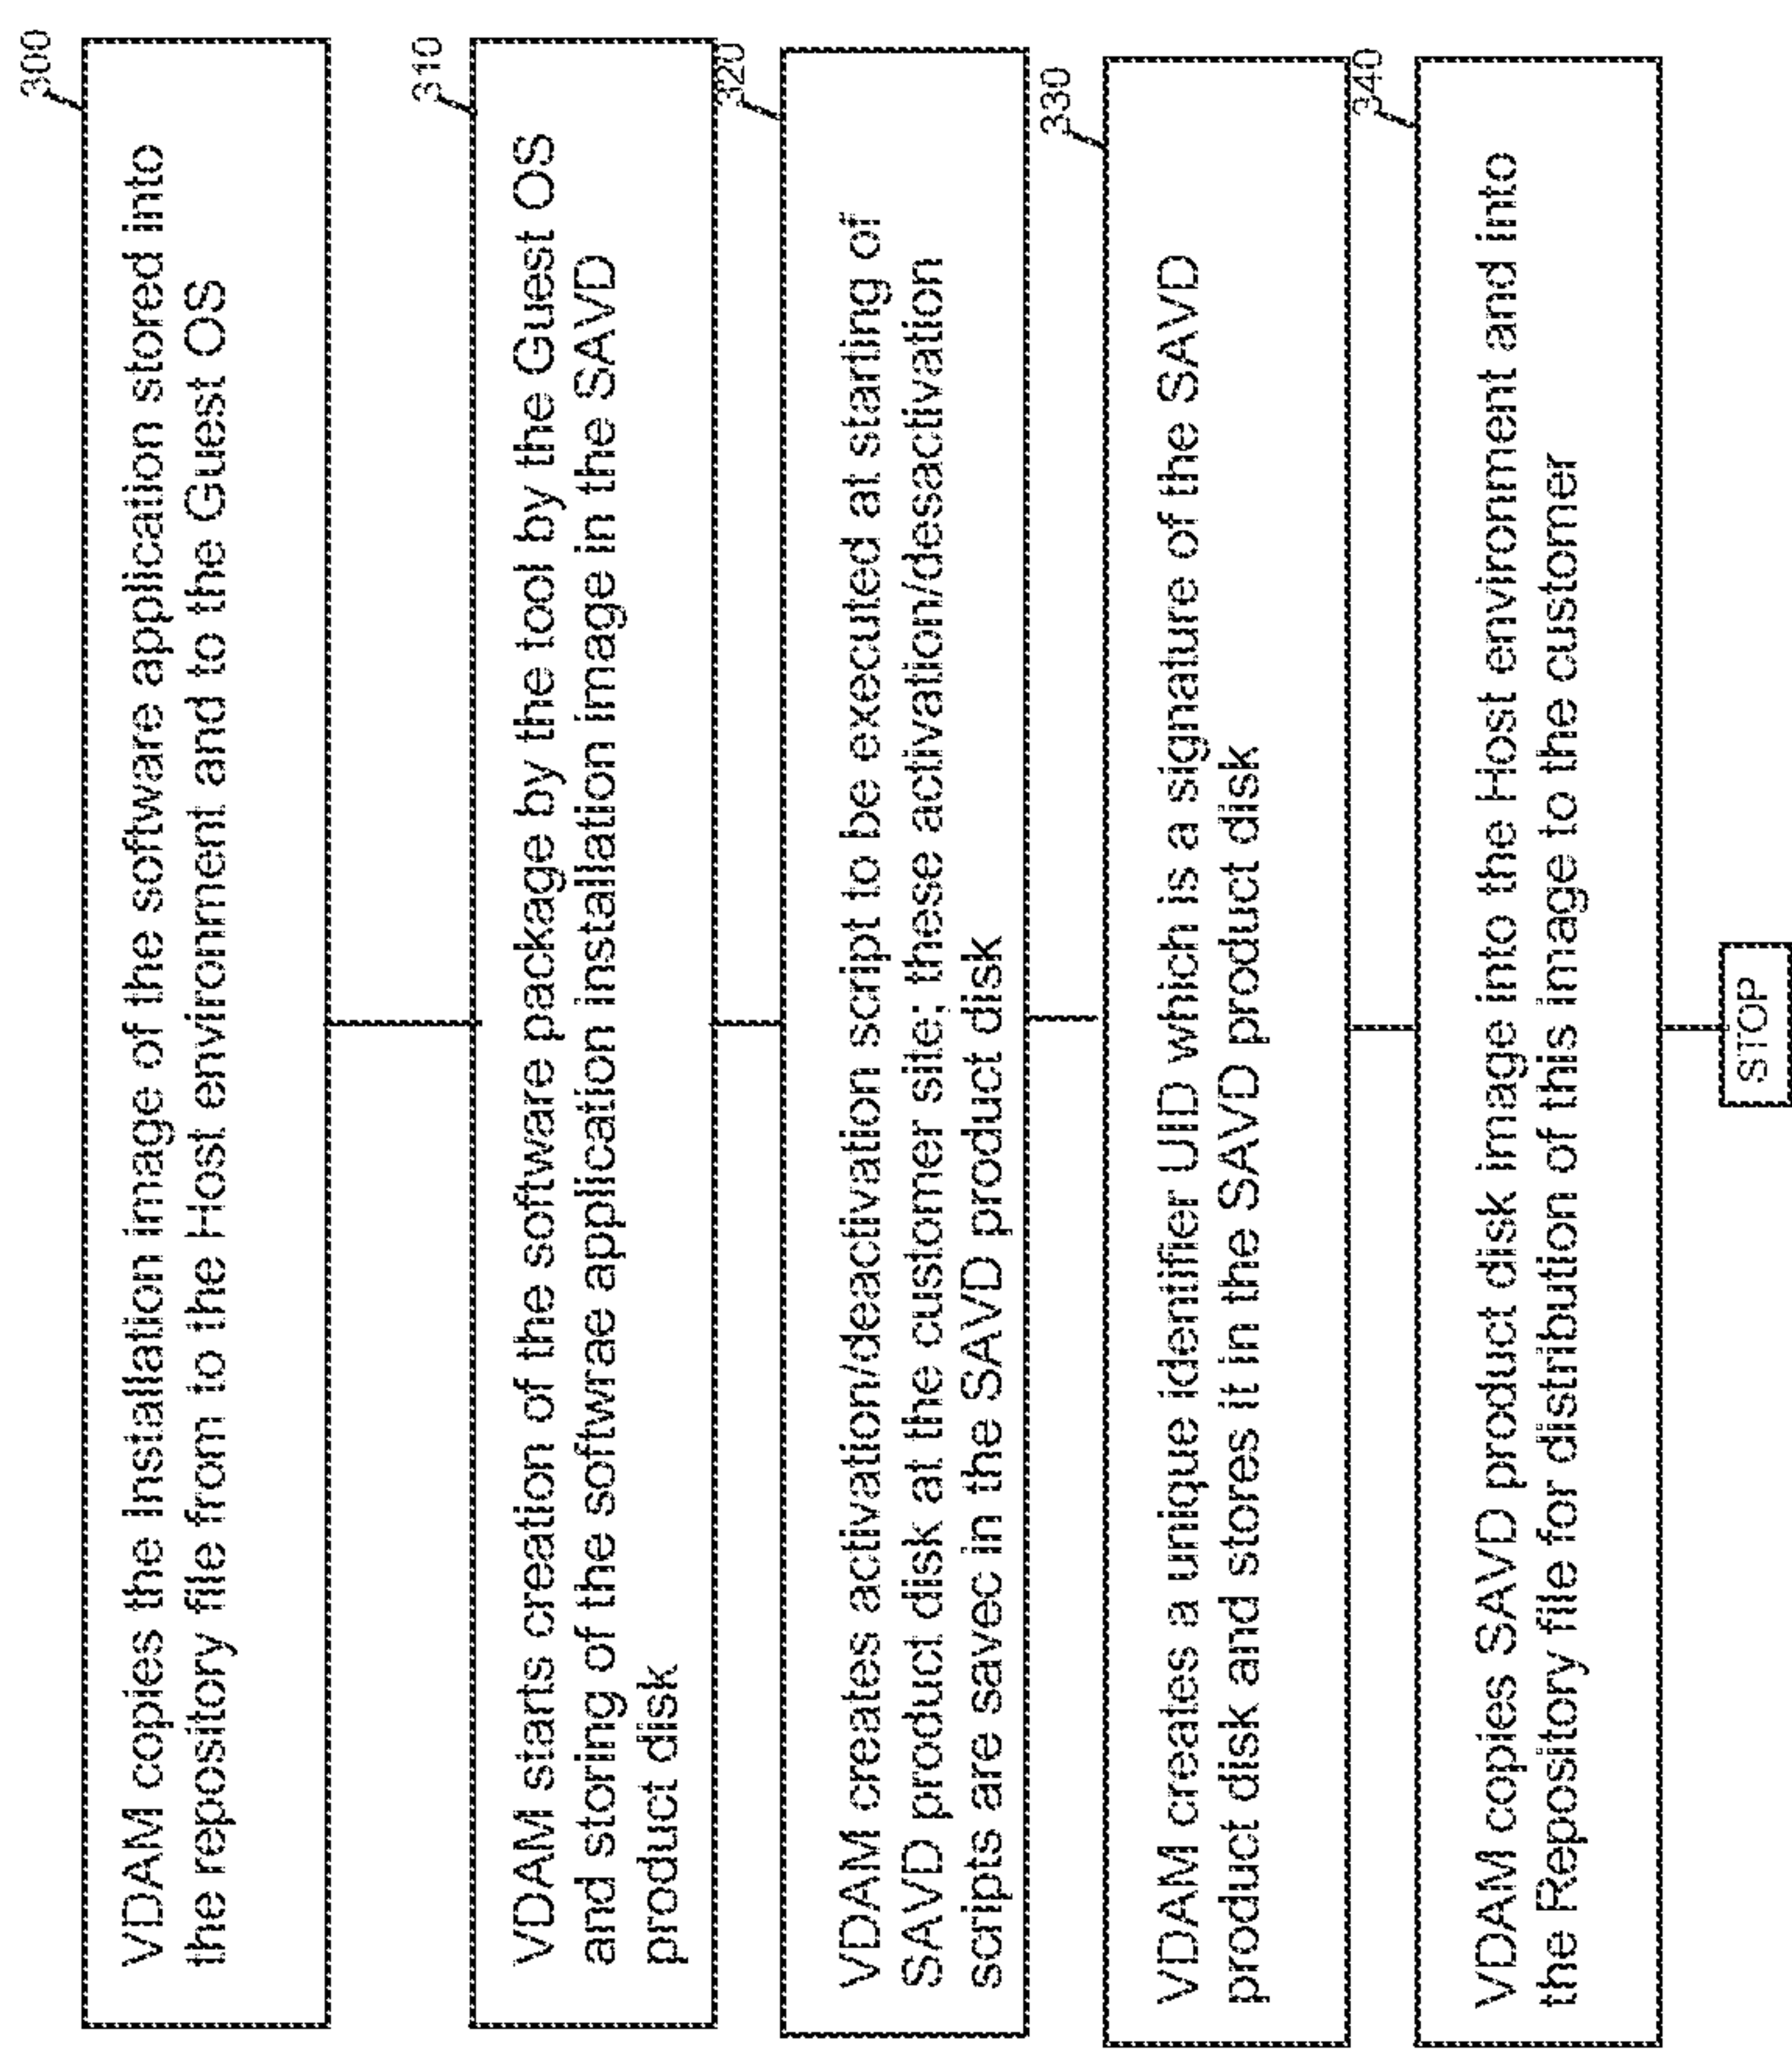 300
VDAM copies the Installation image of the software application stored into
the repository file from to the Host environment and to the Guest OS
310
VDAM starts creation of the software package by the tool by the Guest OS
and storing of the softwrae application installation image in the SAVD
product disk
320
VDAM creates activation/deactivation script to be executed at starting of
SAVD product disk at the customer site; these activation/desactivation
scripts are savec in the SAVD product disk
330
VDAM creates a unique identifier UID which is a signature of the SAVD
product disk and stores it in the SAVD product disk
340
VDAM copies SAVD product disk image into the Host environment and into
the Repository file for distribution of this image to the customer
STOP